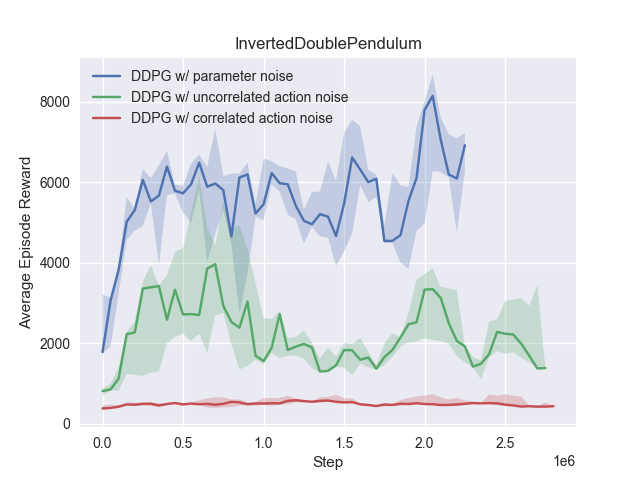 InvertedDoublePendulum
DDPG w/ parameter noise
DDPG w/ uncorrelated action noise
DDPG w/ correlated action noise
Average Episode Reward
8000
6000
4000
2000
0
0.0 0.5 1.0 1.5 2.0 2.5
1e6
Step